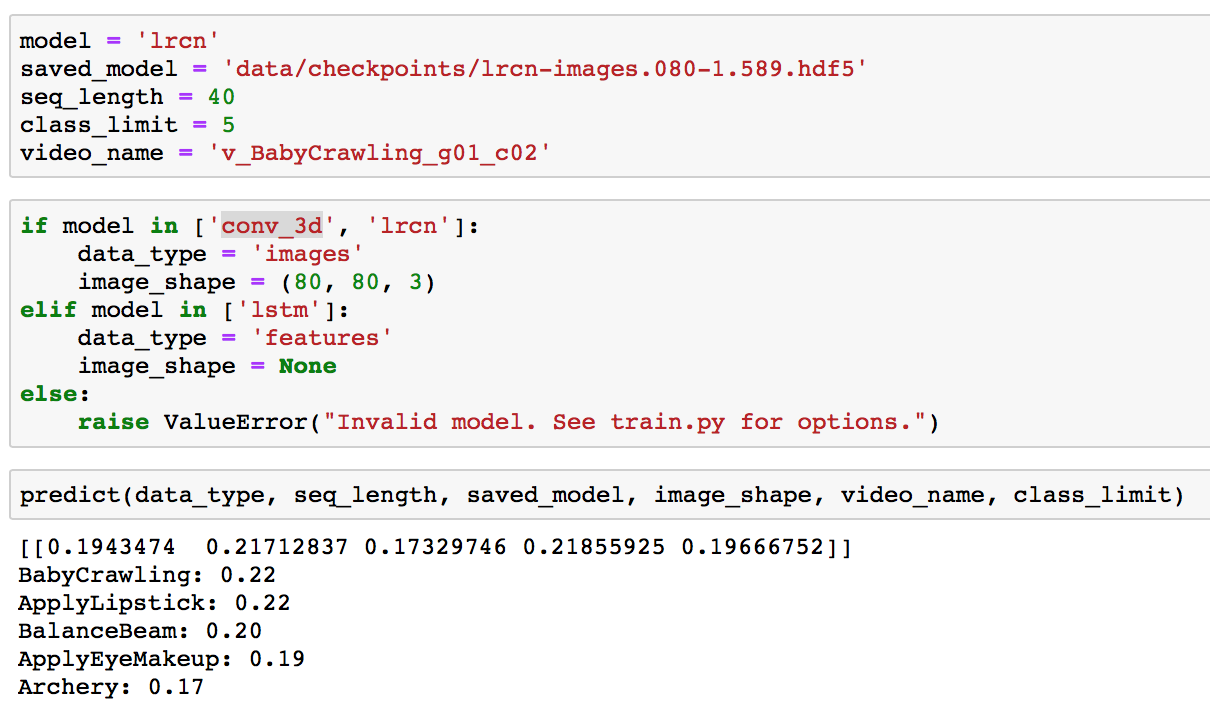 model = 'lrcn'
saved_model = 'data/checkpoints/lrcn-images.080-1.589.hdf5'
seq_length = 40
class_limit = 5
video_name = 'v_BabyCrawling_g01_c02'
if model in ['conv_3d', 'lrcn']:
    data_type = 'images'
    image_shape = (80, 80, 3)
elif model in ['lstm']:
    data_type = 'features'
    image_shape = None
else:
    raise ValueError("Invalid model. See train.py for options.")
predict(data_type, seq_length, saved_model, image_shape, video_name, class_limit)
[[0.1943474  0.21712837 0.17329746 0.21855925 0.19666752]]
BabyCrawling: 0.22
ApplyLipstick: 0.22
BalanceBeam: 0.20
ApplyEyeMakeup: 0.19
Archery: 0.17